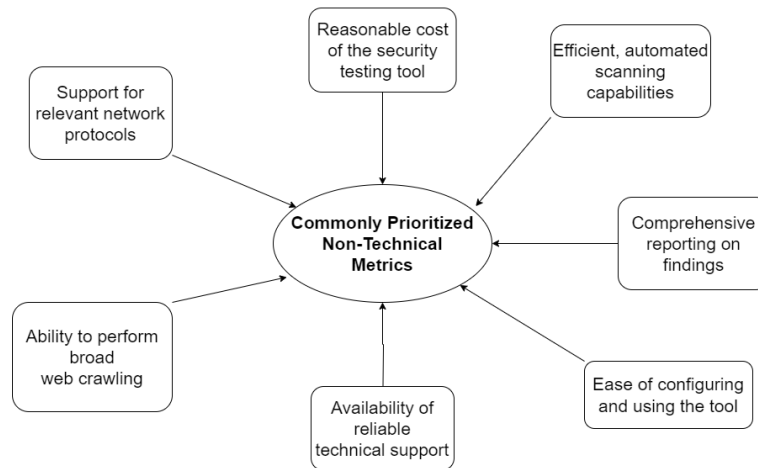 Reasonable cost
of the security
testing tool
Efficient, automated
scanning
capabilities
Support for
relevant network
protocols
Commonly Prioritized
Non-Technical
Metrics
Comprehensive
reporting on
findings
Ability to perform
broad
web crawling
Availability of
reliable
technical support
Ease of configuring
and using the tool